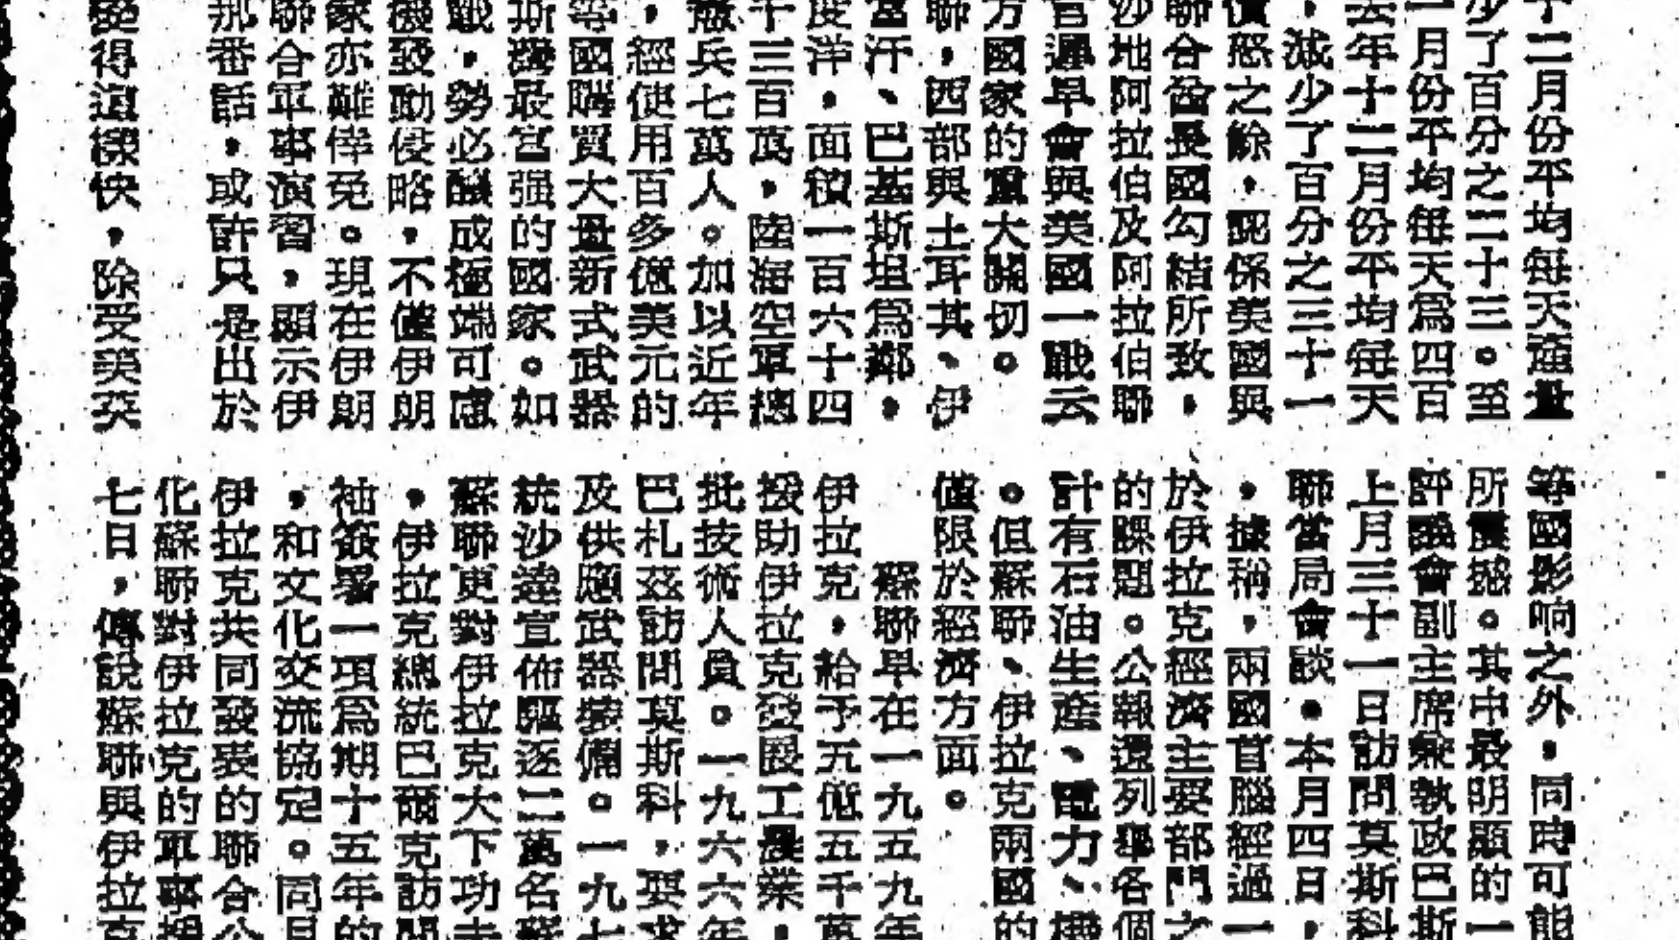 十二月份平均每天產量
少了百分之二十三。至
一月份平均每天爲四百
去年十二月份平均每天
，減少了百分之三十一
憤怒之餘，認係美國與
聯合酋長國勾結所致，
沙地阿拉伯及阿拉伯聯
官遲早會與美國一戰云
方國家的重大關切。
聯，西部與土耳其、伊
富汗、巴基斯坦爲鄰，
度洋，面積一百六十四
千三百萬，陸海空軍總
撤兵七萬人。加以近年
，經使用百多億美元的
等國購買大量新式武器
斯灣最富强的國家。如
戰，勢必釀成極端可慮
機發動侵略，不僅伊朗
家亦難倖免。現在伊朗
聯合軍事演習，顯示伊
那番話，或許只是出於
變得這樣快，除受美英
等國影响之外，同時可能
所震撼。其中最明顯的一
評議會副主席兼執政巴斯
上月三十一日訪問莫斯科
聯當局會談。本月四日，
，據稱，兩國首腦經過一
於伊拉克經濟主要部門之
的課題。公報還列舉各個
計有石油生產、電力、機
。但蘇聯、伊拉克兩國的
僅限於經濟方面。
蘇聯早在一九五九年
伊拉克，給予五億五千萬
援助伊拉克發展工農業，
批技術人員。一九六六年
巴札茲訪問莫斯科，要求
及供應武器裝備。一九七
統沙達宣佈驅逐二萬名蘇
蘇聯更對伊拉克大下功夫
，伊拉克總統巴爾克訪問
袖簽署一項爲期十五年的
，和文化交流協定。同月
伊拉克共同發表的聯合公
化蘇聯對伊拉克的軍事援
七日，傳說蘇聯與伊拉克